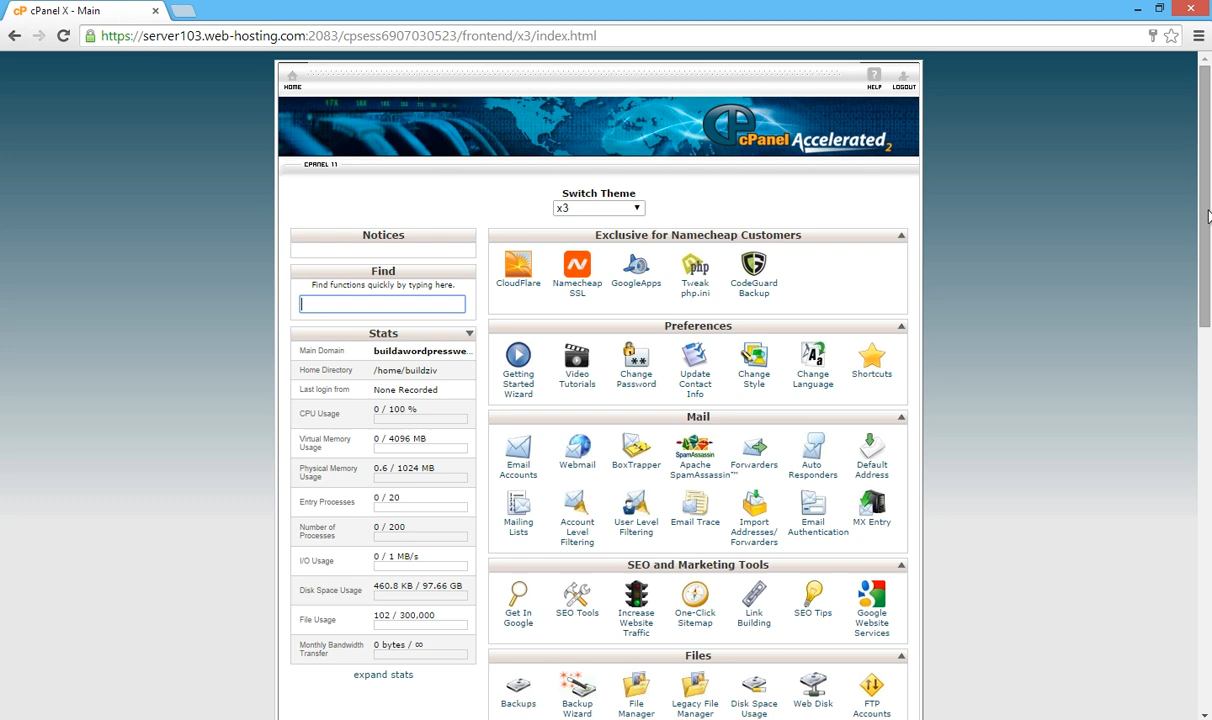 cPanel X - Main
https://server103.web-hosting.com:2083/cpsess6907030523/frontend/x3/index.html
HOME
HELP
LOGOUT
cPanel Accelerated2
CPANEL 11
Switch Theme
x3
Notices
Find
Find functions quickly by typing here.
Stats
Main Domain buildawordpresswe...
Home Directory /home/buildziv
Last login from None Recorded
CPU Usage 0 / 100 %
Virtual Memory
Usage
0 / 4096 MB
Physical Memory
Usage
0.6 / 1024 MB
Entry Processes 0 / 20
Number of
Processes
0 / 200
I/O Usage 0 / 1 MB/s
Disk Space Usage 460.8 KB / 97.66 GB
File Usage 102 / 300,000
Monthly Bandwidth
Transfer
0 bytes / ∞
expand stats
Exclusive for Namecheap Customers
CloudFlare
Namecheap
SSL
GoogleApps
php
Tweak
php.ini
CodeGuard
Backup
Preferences
Getting
Started
Wizard
Video
Tutorials
Change
Password
Update
Contact
Info
Change
Style
Change
Language
Shortcuts
Mail
Email
Accounts
Webmail
BoxTrapper
SPAMASSASSIN
Apache
SpamAssassin™
Forwarders
Auto
Responders
Default
Address
Mailing
Lists
Account
Level
Filtering
User Level
Filtering
Email Trace
Import
Addresses/
Forwarders
Email
Authentication
MX Entry
SEO and Marketing Tools
Get In
Google
SEO Tools
Increase
Website
Traffic
One-Click
Sitemap
Link
Building
SEO Tips
Google
Website
Services
Files
Backups
Backup
Wizard
File
Manager
Legacy File
Manager
Disk Space
Usage
Web Disk
FTP
Accounts